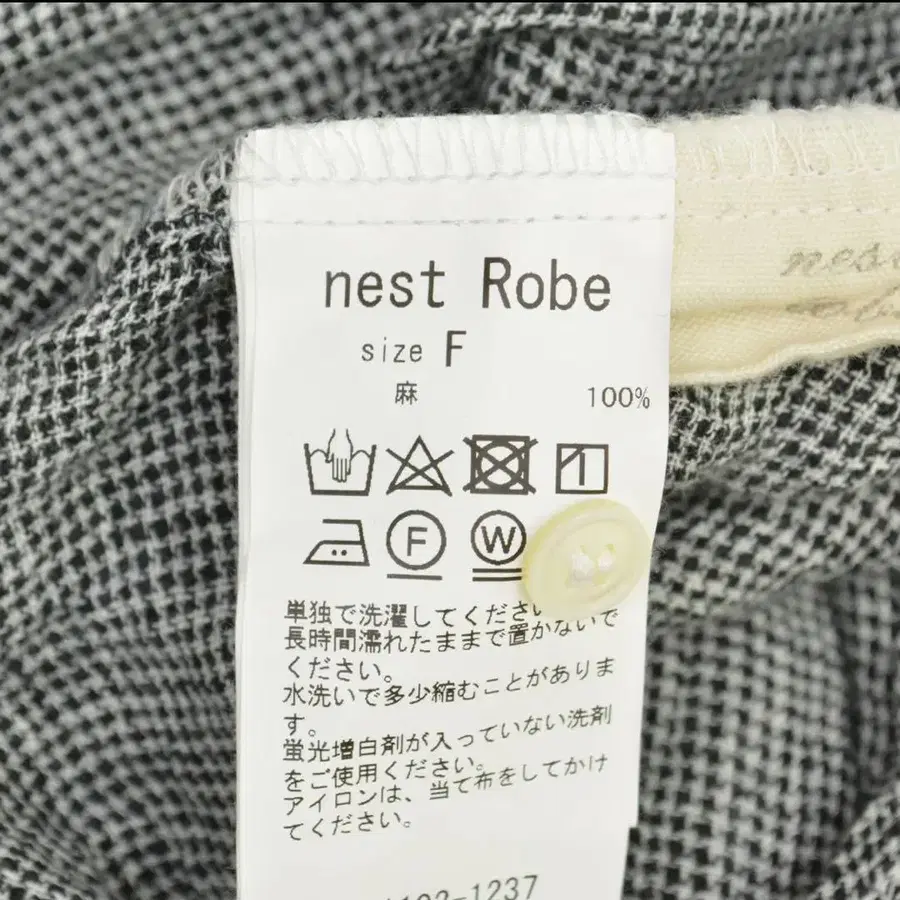 nest Robe
size F
麻 100%
F W
単独で洗濯してください
長時間濡れたままで置かないで
ください。
水洗いで多少縮むことがありま
す。
蛍光増白剤が入っていない洗剤
をご使用ください。
アイロンは、当て布をしてかけ
てください。
-1237